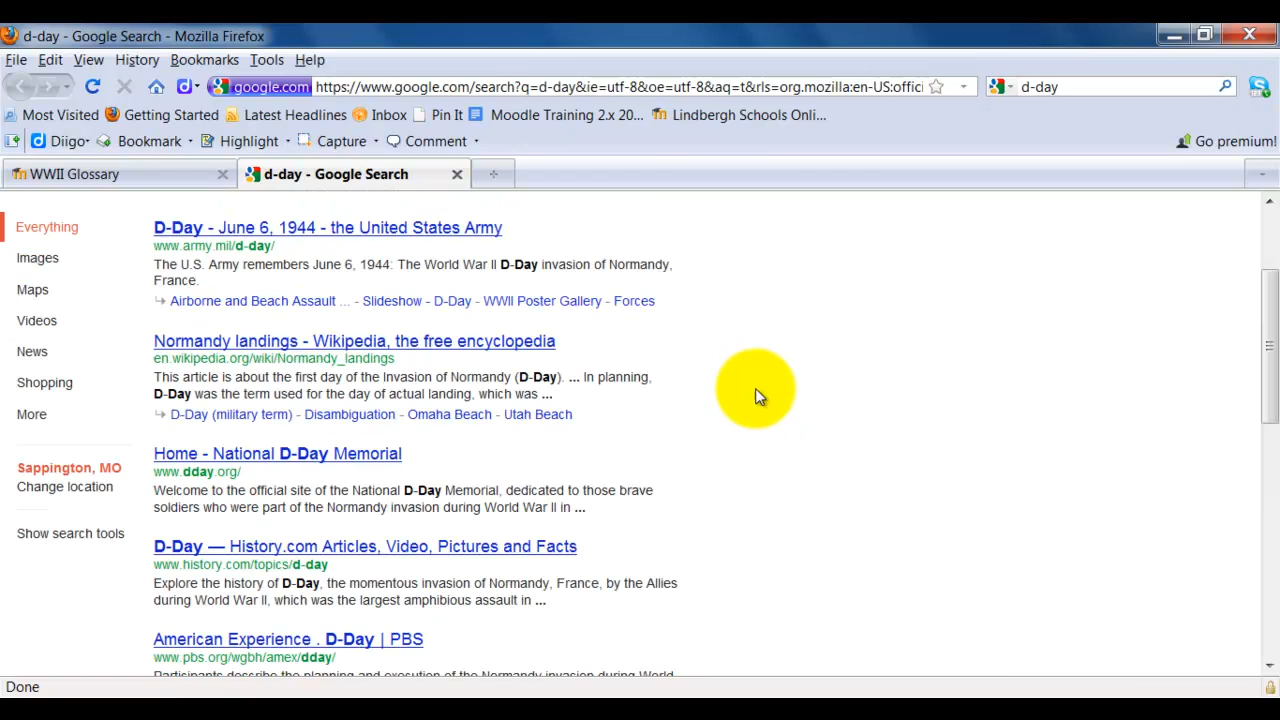 d-day - Google Search - Mozilla Firefox
File Edit View History Bookmarks Tools Help
google.com https://www.google.com/search?q=d-day&ie=utf-8&oe=utf-8&aq=t&rls=org.mozilla:en-US:offici d-day
Most Visited Getting Started Latest Headlines Inbox Pin It Moodle Training 2.x 20... Lindbergh Schools Onli...
Diigo Bookmark Highlight Capture Comment Go premium!
WWII Glossary d-day - Google Search
Everything
Images
Maps
Videos
News
Shopping
More
Sappington, MO
Change location
Show search tools
D-Day - June 6, 1944 - the United States Army
www.army.mil/d-day/
The U.S. Army remembers June 6, 1944: The World War II D-Day invasion of Normandy,
France.
Airborne and Beach Assault ... - Slideshow - D-Day - WWII Poster Gallery - Forces
Normandy landings - Wikipedia, the free encyclopedia
en.wikipedia.org/wiki/Normandy_landings
This article is about the first day of the Invasion of Normandy (D-Day). ... In planning,
D-Day was the term used for the day of actual landing, which was ...
D-Day (military term) - Disambiguation - Omaha Beach - Utah Beach
Home - National D-Day Memorial
www.dday.org/
Welcome to the official site of the National D-Day Memorial, dedicated to those brave
soldiers who were part of the Normandy invasion during World War II in ...
D-Day — History.com Articles, Video, Pictures and Facts
www.history.com/topics/d-day
Explore the history of D-Day, the momentous invasion of Normandy, France, by the Allies
during World War II, which was the largest amphibious assault in ...
American Experience . D-Day | PBS
www.pbs.org/wgbh/amex/dday/
Participants describe the planning and execution of the Normandy invasion during World
Done